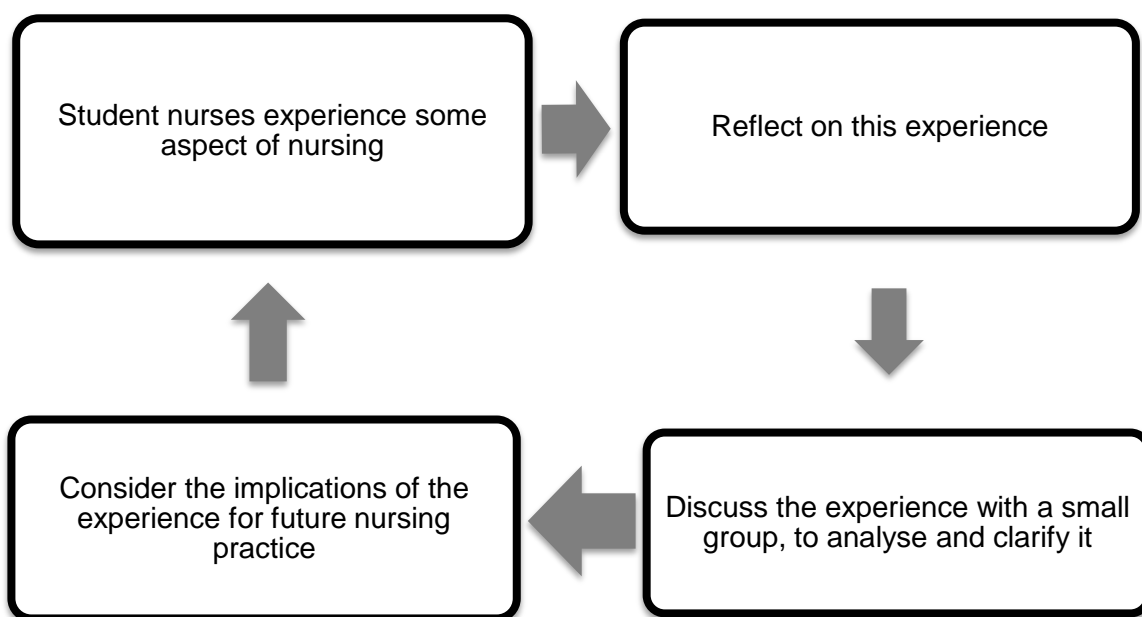 Student nurses experience some
aspect of nursing
Reflect on this experience
Discuss the experience with a small
group, to analyse and clarify it
Consider the implications of the
experience for future nursing
practice